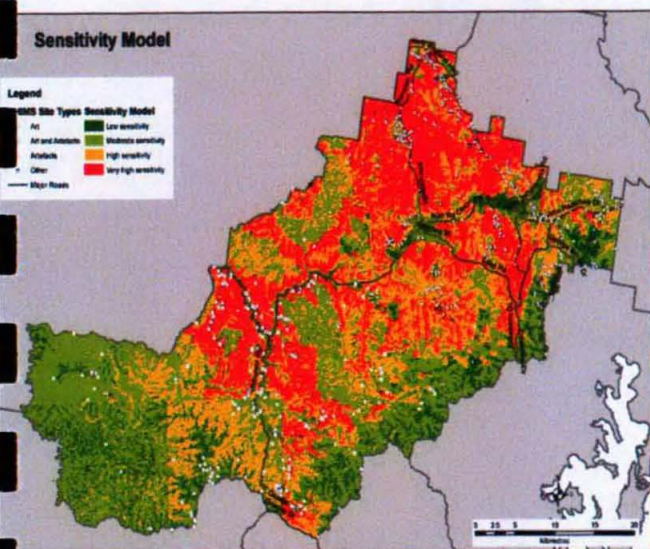 Sensitivity Model
Legend
Site Types Sensitivity Model
Art Low sensitivity
Art and Artefacts Moderate sensitivity
Artefacts High sensitivity
Other Very high sensitivity
Major Roads
5 10 15 20
Kilometres